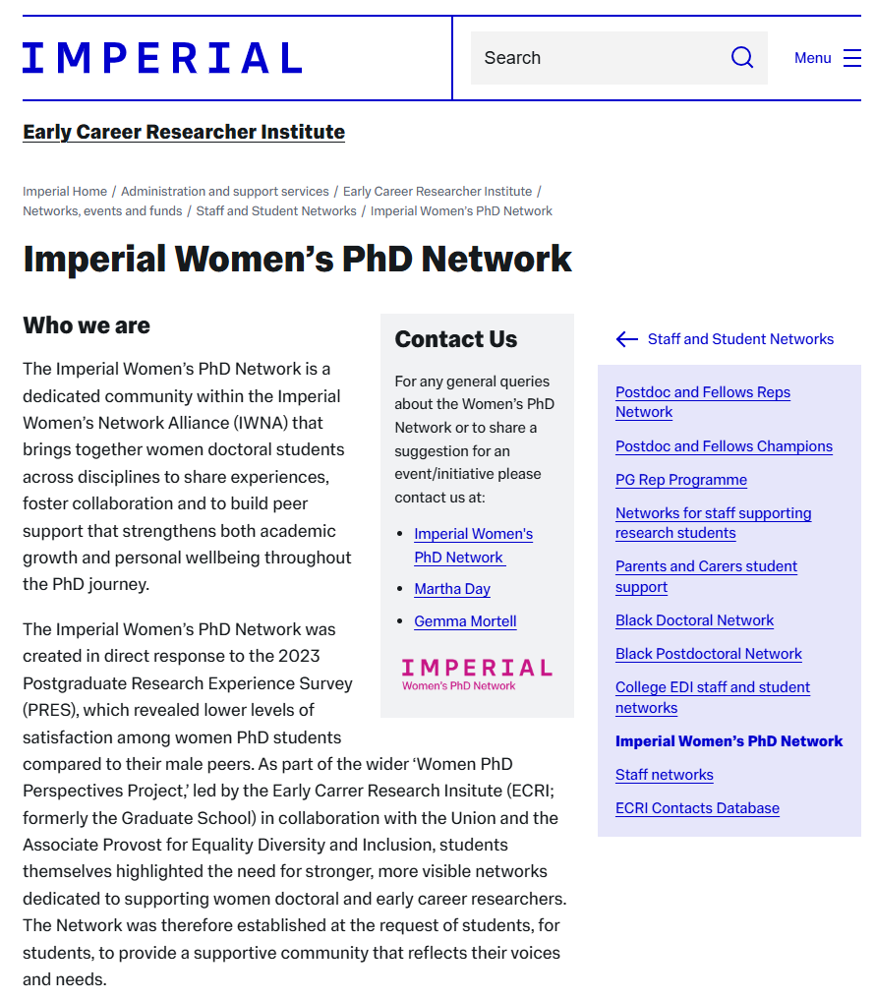 IMPERIAL
Search
Menu
Early Career Researcher Institute
Imperial Home / Administration and support services / Early Career Researcher Institute /
Networks, events and funds / Staff and Student Networks / Imperial Women's PhD Network
Imperial Women's PhD Network
Who we are
The Imperial Women's PhD Network is a
dedicated community within the Imperial
Women's Network Alliance (IWNA) that
brings together women doctoral students
across disciplines to share experiences,
foster collaboration and to build peer
support that strengthens both academic
growth and personal wellbeing throughout
the PhD journey.
The Imperial Women's PhD Network was
created in direct response to the 2023
Postgraduate Research Experience Survey
(PRES), which revealed lower levels of
satisfaction among women PhD students
compared to their male peers. As part of the wider 'Women PhD
Perspectives Project,' led by the Early Carrer Research Insitute (ECRI;
formerly the Graduate School) in collaboration with the Union and the
Associate Provost for Equality Diversity and Inclusion, students
themselves highlighted the need for stronger, more visible networks
dedicated to supporting women doctoral and early career researchers.
The Network was therefore established at the request of students, for
students, to provide a supportive community that reflects their voices
and needs.
Contact Us
For any general queries
about the Women's PhD
Network or to share a
suggestion for an
event/initiative please
contact us at:
• Imperial Women's
PhD Network
• Martha Day
• Gemma Mortell
IMPERIAL
Women's PhD Network
Staff and Student Networks
Postdoc and Fellows Reps
Network
Postdoc and Fellows Champions
PG Rep Programme
Networks for staff supporting
research students
Parents and Carers student
support
Black Doctoral Network
Black Postdoctoral Network
College EDI staff and student
networks
Imperial Women's PhD Network
Staff networks
ECRI Contacts Database